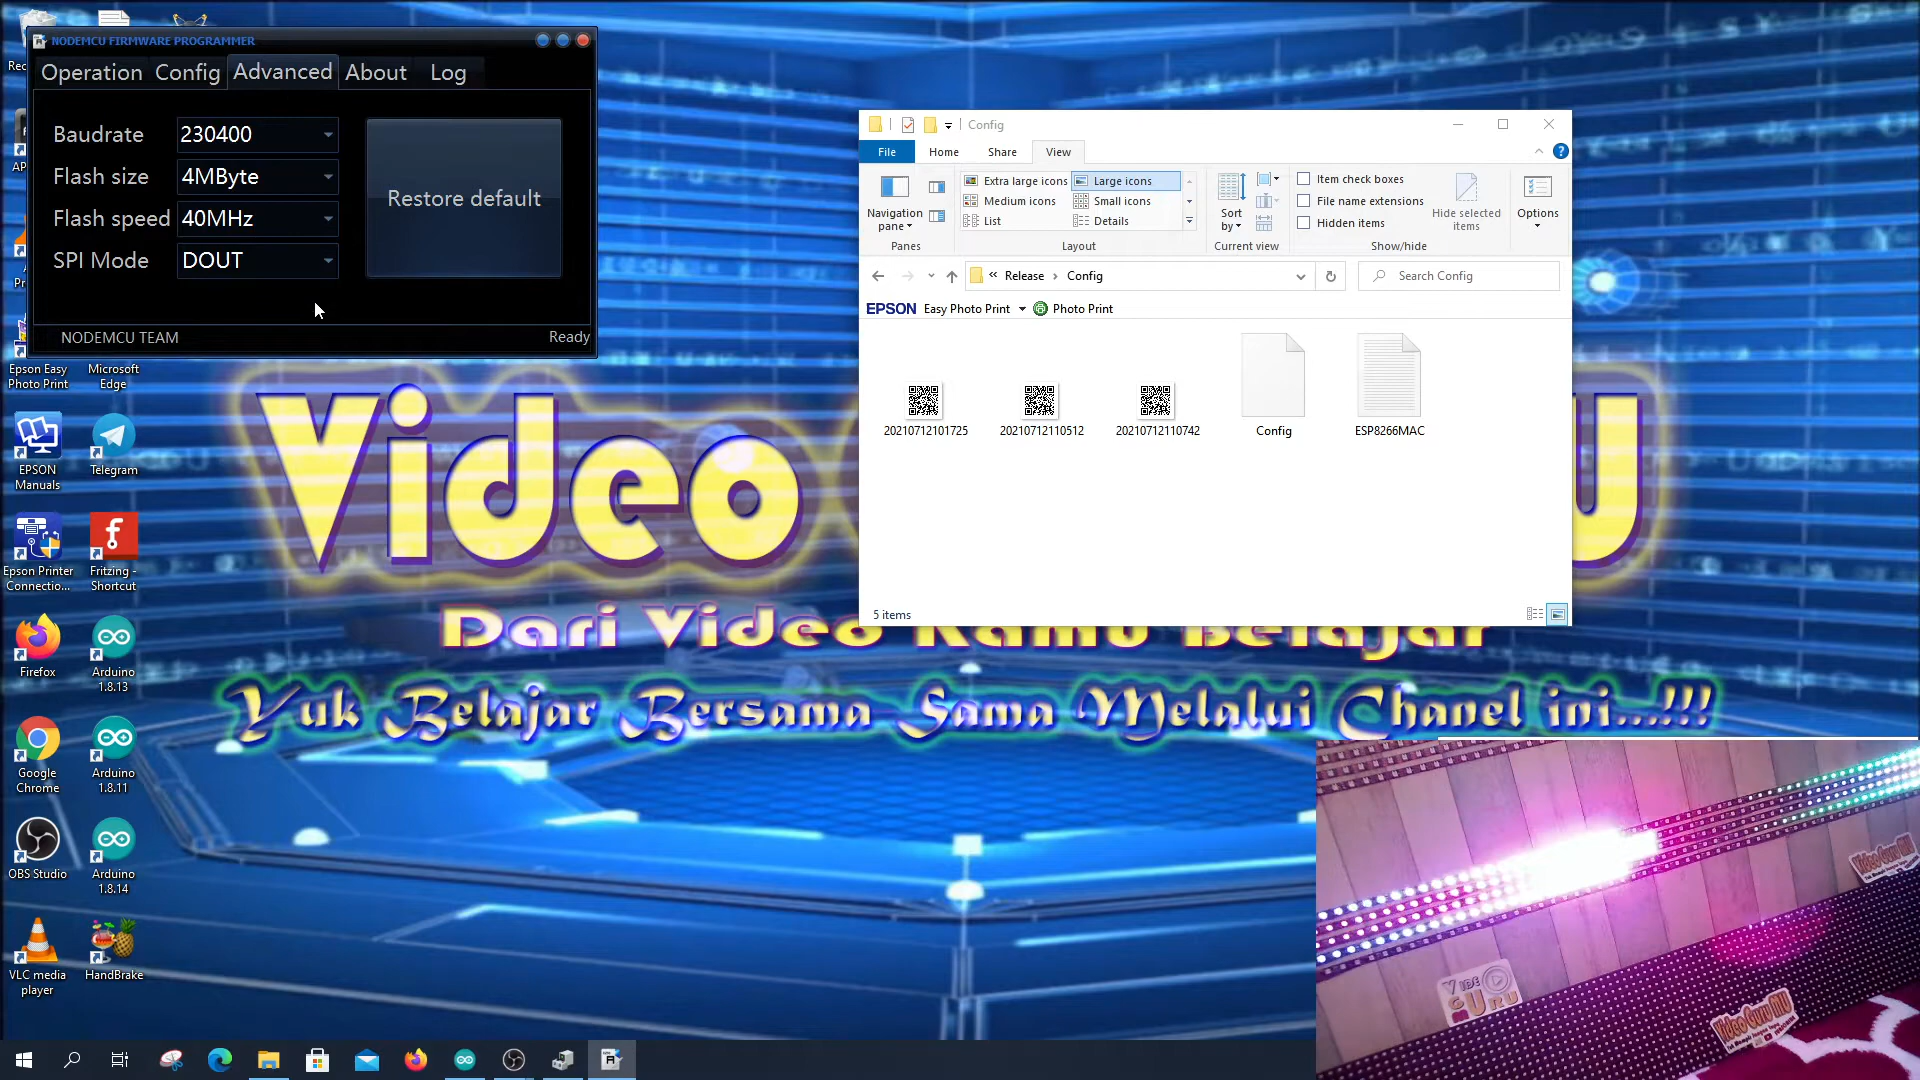 NODEMCU FIRMWARE PROGRAMMER
Operation Config Advanced About Log
Baudrate 230400
Flash size 4MByte
Flash speed 40MHz
SPI Mode DOUT
Restore default
NODEMCU TEAM Ready
Config
File Home Share View
Navigation pane
Panes
Extra large icons Large icons
Medium icons Small icons
List Details
Layout
Sort by
Current view
Item check boxes
File name extensions
Hidden items
Hide selected items
Show/hide
Options
« Release › Config
Search Config
EPSON Easy Photo Print Photo Print
20210712101725
20210712110512
20210712110742
Config
ESP8266MAC
5 items
Epson Easy Photo Print
Microsoft Edge
EPSON Manuals
Telegram
Epson Printer Connectio...
Fritzing - Shortcut
Firefox
Arduino 1.8.13
Google Chrome
Arduino 1.8.11
OBS Studio
Arduino 1.8.14
VLC media player
HandBrake
Video
U
Dari Video Kamu Belajar
Yuk Belajar Bersama Sama Melalui Chanel ini...!!!
VIDE
GURU